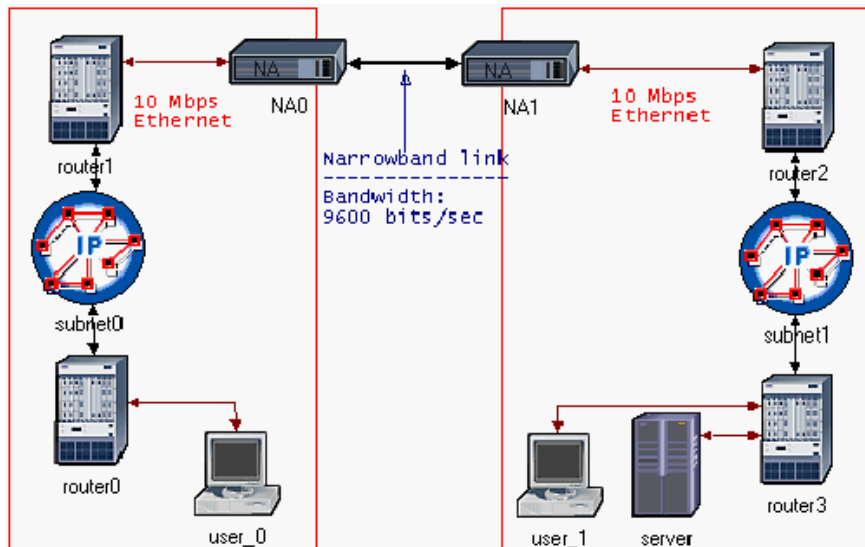 NA
NA
10 Mbps
Ethernet
NA0
NA1
10 Mbps
Ethernet
router1
Narrowband link
---------------
Bandwidth:
9600 bits/sec
router2
IP
IP
subnet0
subnet1
router0
user_0
user_1
server
router3